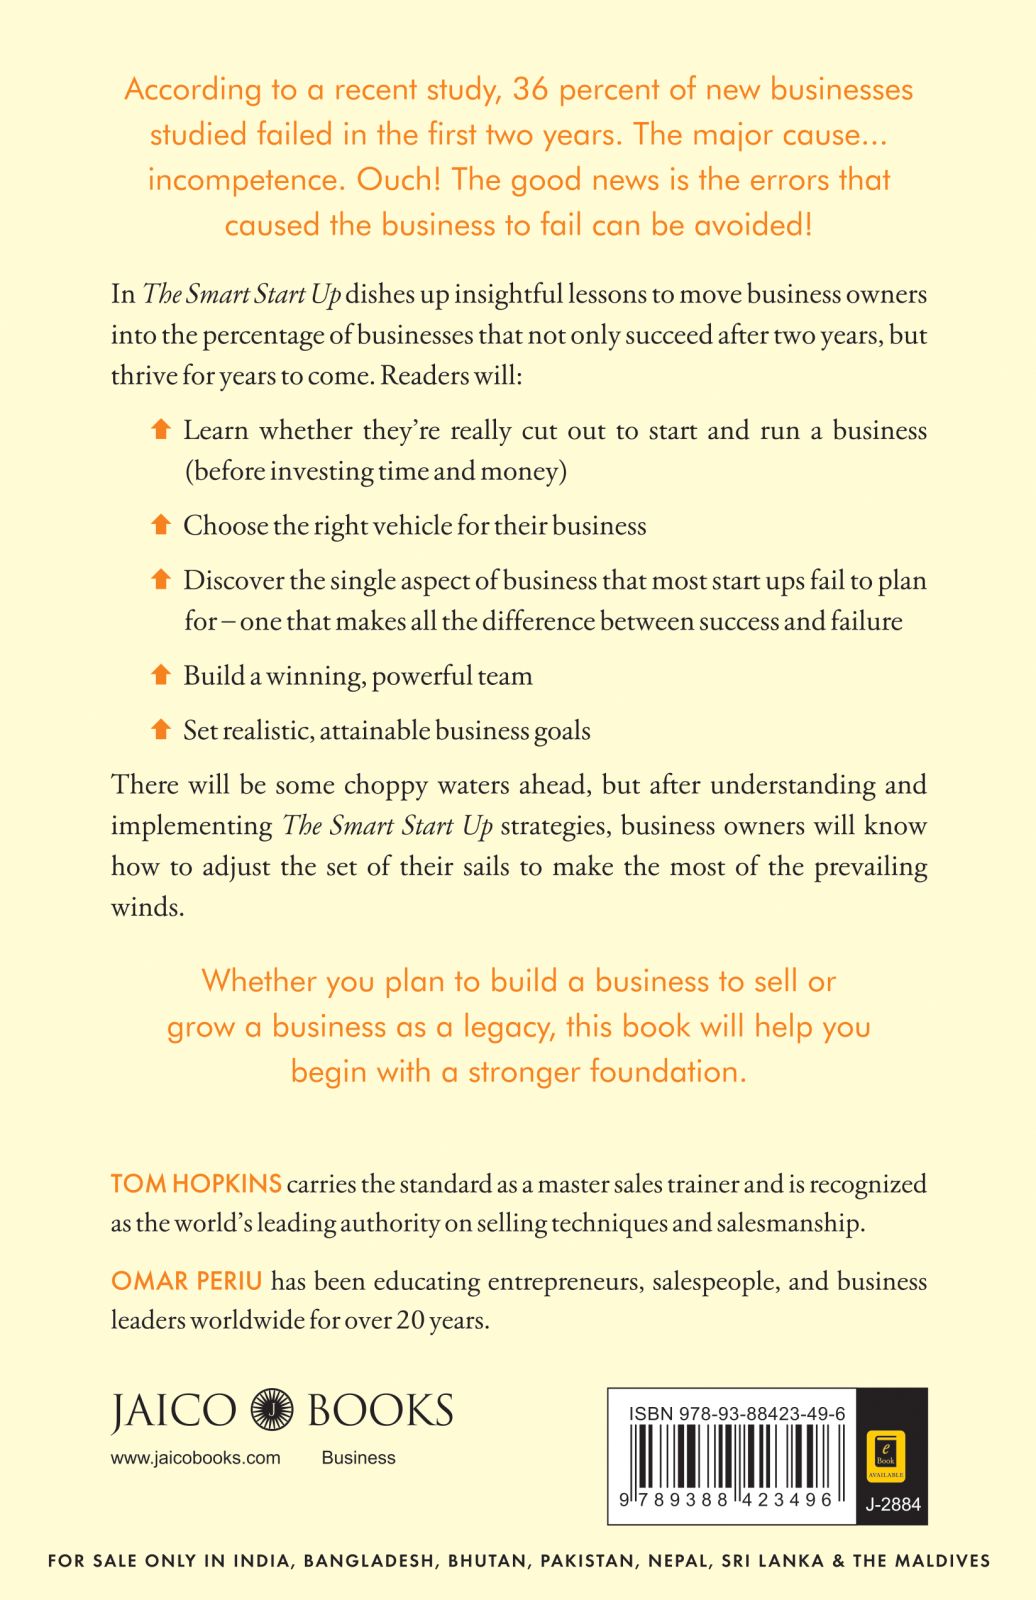 According to a recent study, 36 percent of new businesses
studied failed in the first two years. The major cause...
incompetence. Ouch! The good news is the errors that
caused the business to fail can be avoided!
In The Smart Start Up dishes up insightful lessons to move business owners
into the percentage of businesses that not only succeed after two years, but
thrive for years to come. Readers will:
Learn whether they're really cut out to start and run a business
(before investing time and money)
Choose the right vehicle for their business
Discover the single aspect of business that most start ups fail to plan
for – one that makes all the difference between success and failure
Build a winning, powerful team
Set realistic, attainable business goals
There will be some choppy waters ahead, but after understanding and
implementing The Smart Start Up strategies, business owners will know
how to adjust the set of their sails to make the most of the prevailing
winds.
Whether you plan to build a business to sell or
grow a business as a legacy, this book will help you
begin with a stronger foundation.
TOM HOPKINS carries the standard as a master sales trainer and is recognized
as the world's leading authority on selling techniques and salesmanship.
OMAR PERIU has been educating entrepreneurs, salespeople, and business
leaders worldwide for over 20 years.
JAICO J BOOKS
www.jaicobooks.com Business
ISBN 978-93-88423-49-6
9 789388 423496
e
Book
AVAILABLE
J-2884
FOR SALE ONLY IN INDIA, BANGLADESH, BHUTAN, PAKISTAN, NEPAL, SRI LANKA & THE MALDIVES